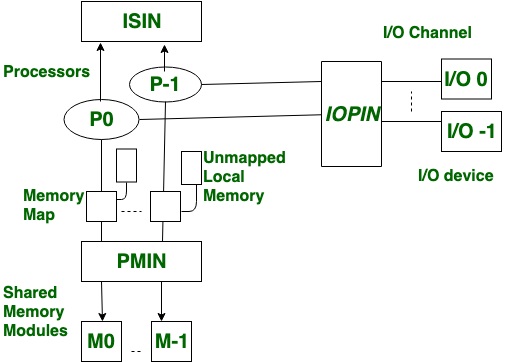 ISIN
I/O Channel
Processors
P-1
I/O 0
P0
IOPIN
I/O -1
Unmapped
Local
Memory
I/O device
Memory
Map
PMIN
Shared
Memory
Modules
M0
M-1